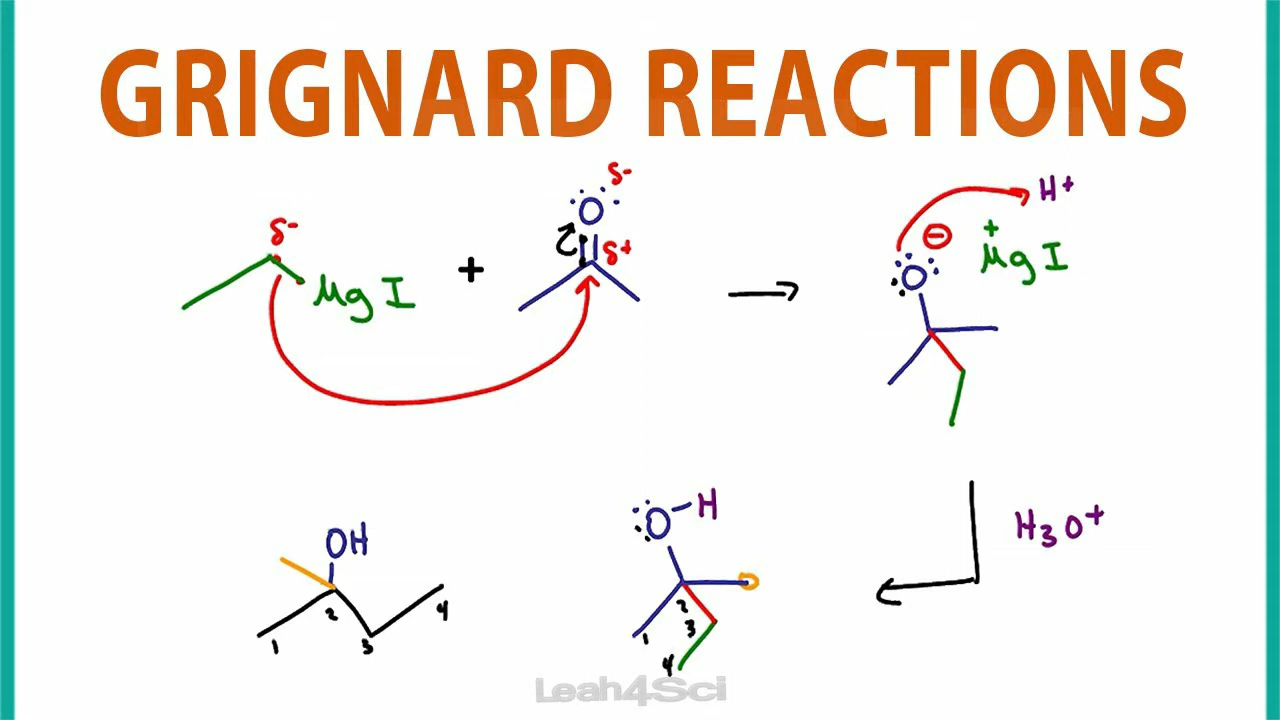 GRIGNARD REACTIONS
δ-
H+
δ-
O
δ+
+
⊖
+
MgI
MgI
O
H3O+
O-H
OH
1
2
3
4
1
2
3
4
Leah4Sci